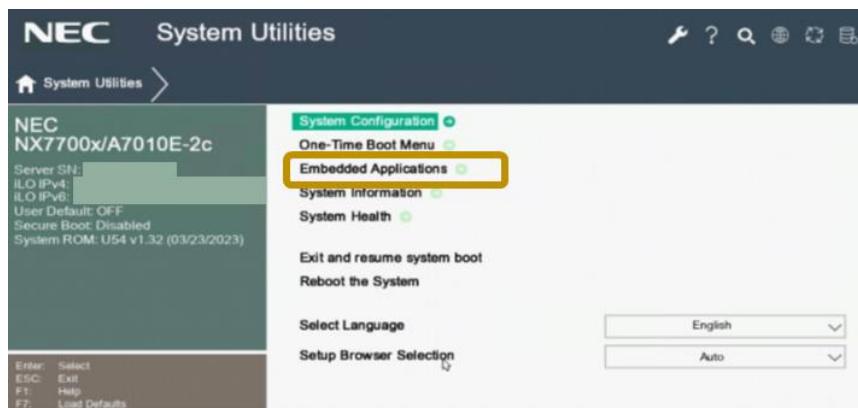 NEC System Utilities
?
System Utilities
NEC
NX7700x/A7010E-2c
Server SN:
iLO IPv4:
iLO IPv6:
User Default: OFF
Secure Boot: Disabled
System ROM: U54 v1.32 (03/23/2023)
System Configuration
One-Time Boot Menu
Embedded Applications
System Information
System Health
Exit and resume system boot
Reboot the System
Select Language English
Setup Browser Selection Auto
Enter: Select
ESC: Exit
F1: Help
F7: Load Defaults